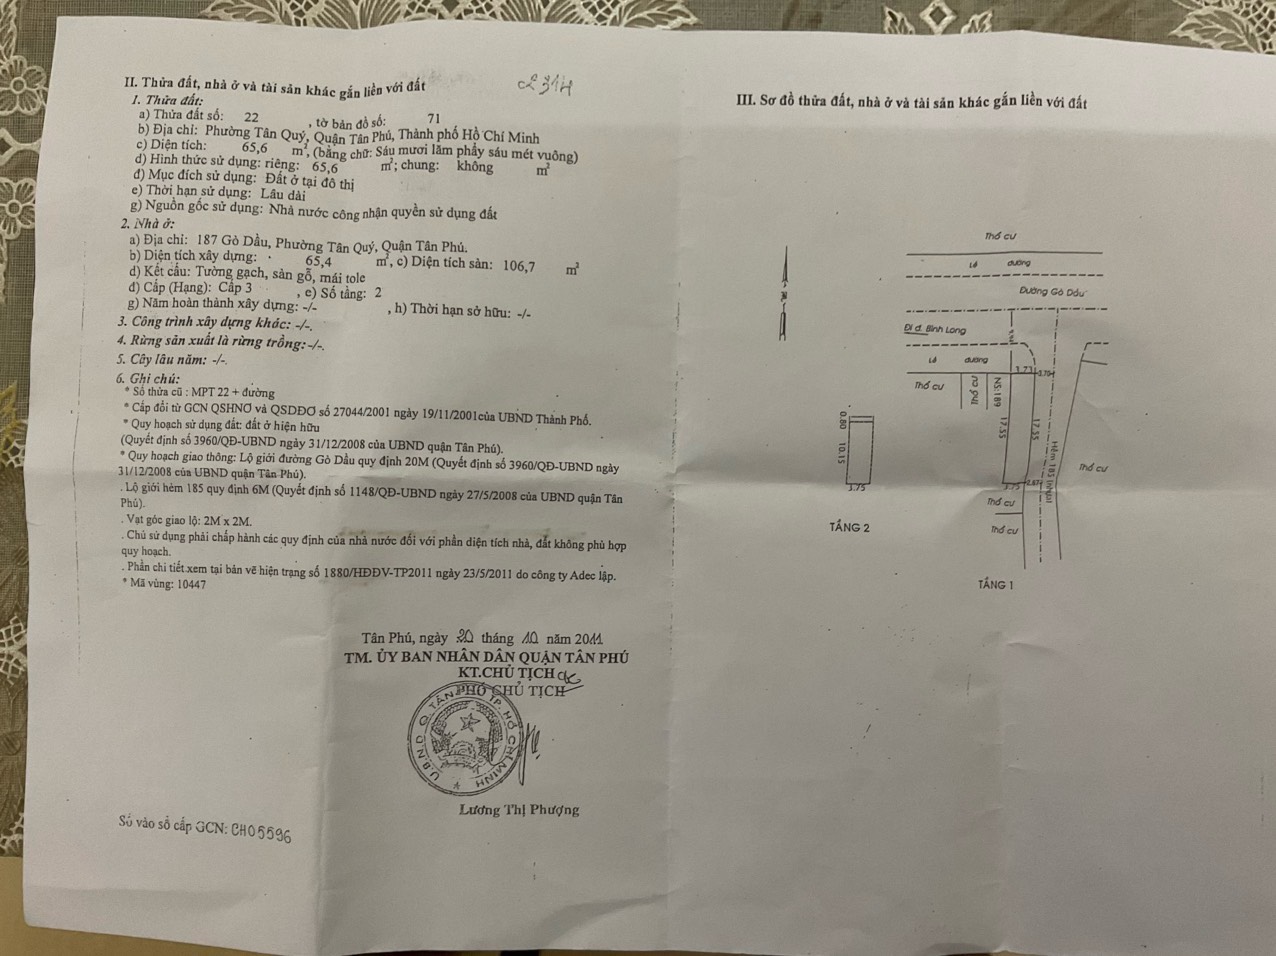 II. Thửa đất, nhà ở và tài sản khác gắn liền với đất
1. Thửa đất:
a) Thửa đất số: 22 , tờ bản đồ số: 71
b) Địa chỉ: Phường Tân Quý, Quận Tân Phú, Thành phố Hồ Chí Minh
c) Diện tích: 65,6 m², (bằng chữ: Sáu mươi lăm phẩy sáu mét vuông)
d) Hình thức sử dụng: riêng: 65,6 m²; chung: không m²
đ) Mục đích sử dụng: Đất ở tại đô thị
e) Thời hạn sử dụng: Lâu dài
g) Nguồn gốc sử dụng: Nhà nước công nhận quyền sử dụng đất
2. Nhà ở:
a) Địa chỉ: 187 Gò Dầu, Phường Tân Quý, Quận Tân Phú.
b) Diện tích xây dựng: 65,4 m², c) Diện tích sàn: 106,7 m²
d) Kết cấu: Tường gạch, sàn gỗ, mái tole
đ) Cấp (Hạng): Cấp 3 , e) Số tầng: 2
g) Năm hoàn thành xây dựng: -/- , h) Thời hạn sở hữu: -/-
3. Công trình xây dựng khác: -/-.
4. Rừng sản xuất là rừng trồng: -/-.
5. Cây lâu năm: -/-.
6. Ghi chú:
* Số thửa cũ : MPT 22 + đường
* Cấp đổi từ GCN QSHNƠ và QSDĐƠ số 27044/2001 ngày 19/11/2001của UBND Thành Phố.
* Quy hoạch sử dụng đất: đất ở hiện hữu
(Quyết định số 3960/QĐ-UBND ngày 31/12/2008 của UBND quận Tân Phú).
* Quy hoạch giao thông: Lộ giới đường Gò Dầu quy định 20M (Quyết định số 3960/QĐ-UBND ngày
31/12/2008 của UBND quận Tân Phú).
. Lộ giới hẻm 185 quy định 6M (Quyết định số 1148/QĐ-UBND ngày 27/5/2008 của UBND quận Tân
Phú).
. Vạt góc giao lộ: 2M x 2M.
. Chủ sử dụng phải chấp hành các quy định của nhà nước đối với phần diện tích nhà, đất không phù hợp
quy hoạch.
. Phần chi tiết xem tại bản vẽ hiện trạng số 1880/HĐĐV-TP2011 ngày 23/5/2011 do công ty Adec lập.
* Mã vùng: 10447
Tân Phú, ngày 20 tháng 10 năm 2011
TM. ỦY BAN NHÂN DÂN QUẬN TÂN PHÚ
KT.CHỦ TỊCH
PHÓ CHỦ TỊCH
U.B.N.D Q. TÂN PHÚ TP. HỒ CHÍ MINH
Lương Thị Phượng
Số vào sổ cấp GCN: CH05596
III. Sơ đồ thửa đất, nhà ở và tài sản khác gắn liền với đất
Thổ cư
Lề đường
Đường Gò Dầu
Đi đ. Bình Long
Lề đường
3.73
3.70
Thổ cư
Thổ cư
NS:189
17.55
17.55
Hẻm 185
Thổ cư
3.75
2.67
Thổ cư
Thổ cư
TẦNG 1
0.80
10.15
3.75
TẦNG 2